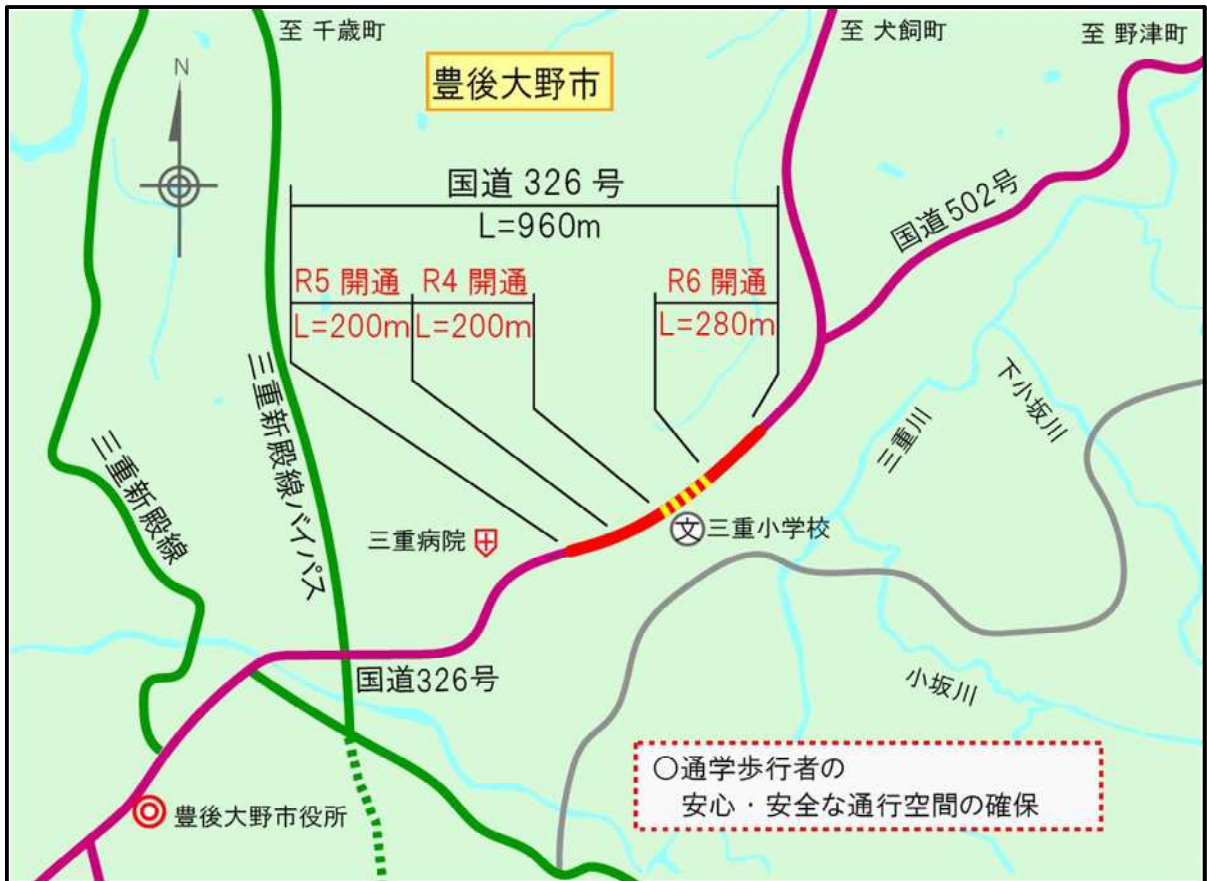 至 千歳町
至 犬飼町
至 野津町
N
豊後大野市
国道 326 号
L=960m
国道502号
R5 開通
R4 開通
R6 開通
L=200m
L=200m
L=280m
三重新殿線バイパス
三重新殿線
三重川
下小坂川
三重病院
文
三重小学校
国道326号
小坂川
○通学歩行者の
安心・安全な通行空間の確保
豊後大野市役所